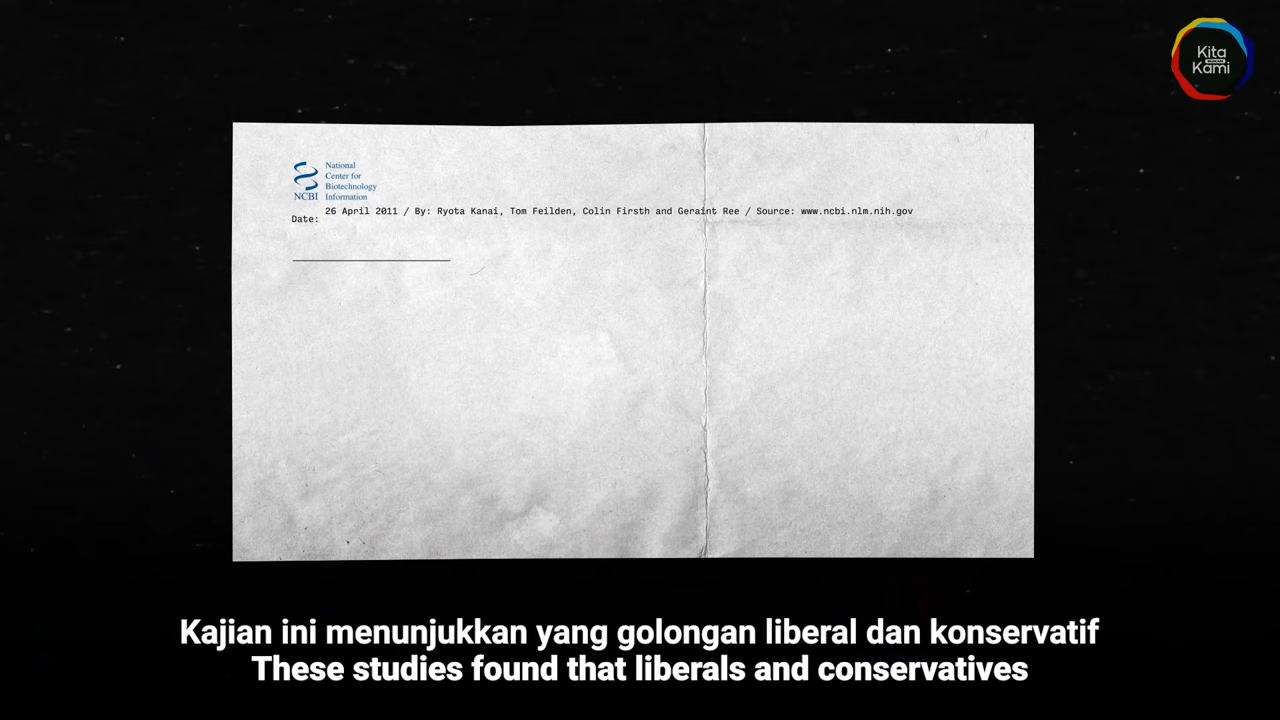 Kita
Kami
National
Center for
Biotechnology
Information
NCBI
Date: 26 April 2011 / By: Ryota Kanai, Tom Feilden, Colin Firsth and Geraint Ree / Source: www.ncbi.nlm.nih.gov
Kajian ini menunjukkan yang golongan liberal dan konservatif
These studies found that liberals and conservatives